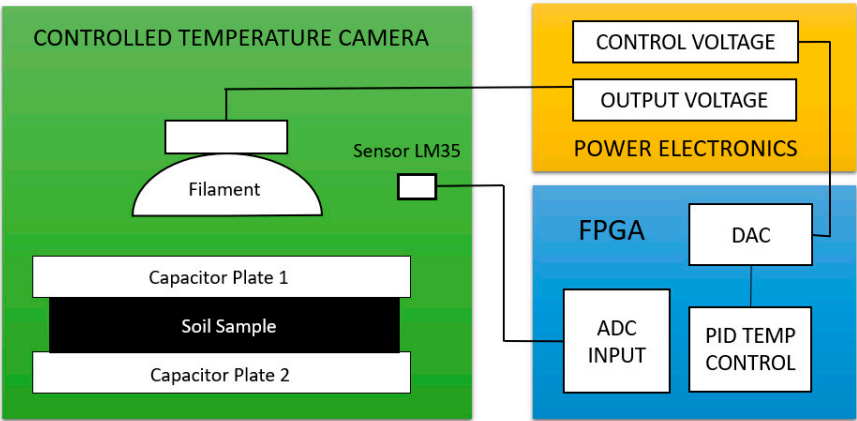 CONTROLLED TEMPERATURE CAMERA
Sensor LM35
Filament
Capacitor Plate 1
Soil Sample
Capacitor Plate 2
CONTROL VOLTAGE
OUTPUT VOLTAGE
POWER ELECTRONICS
FPGA
DAC
ADC
INPUT
PID TEMP
CONTROL